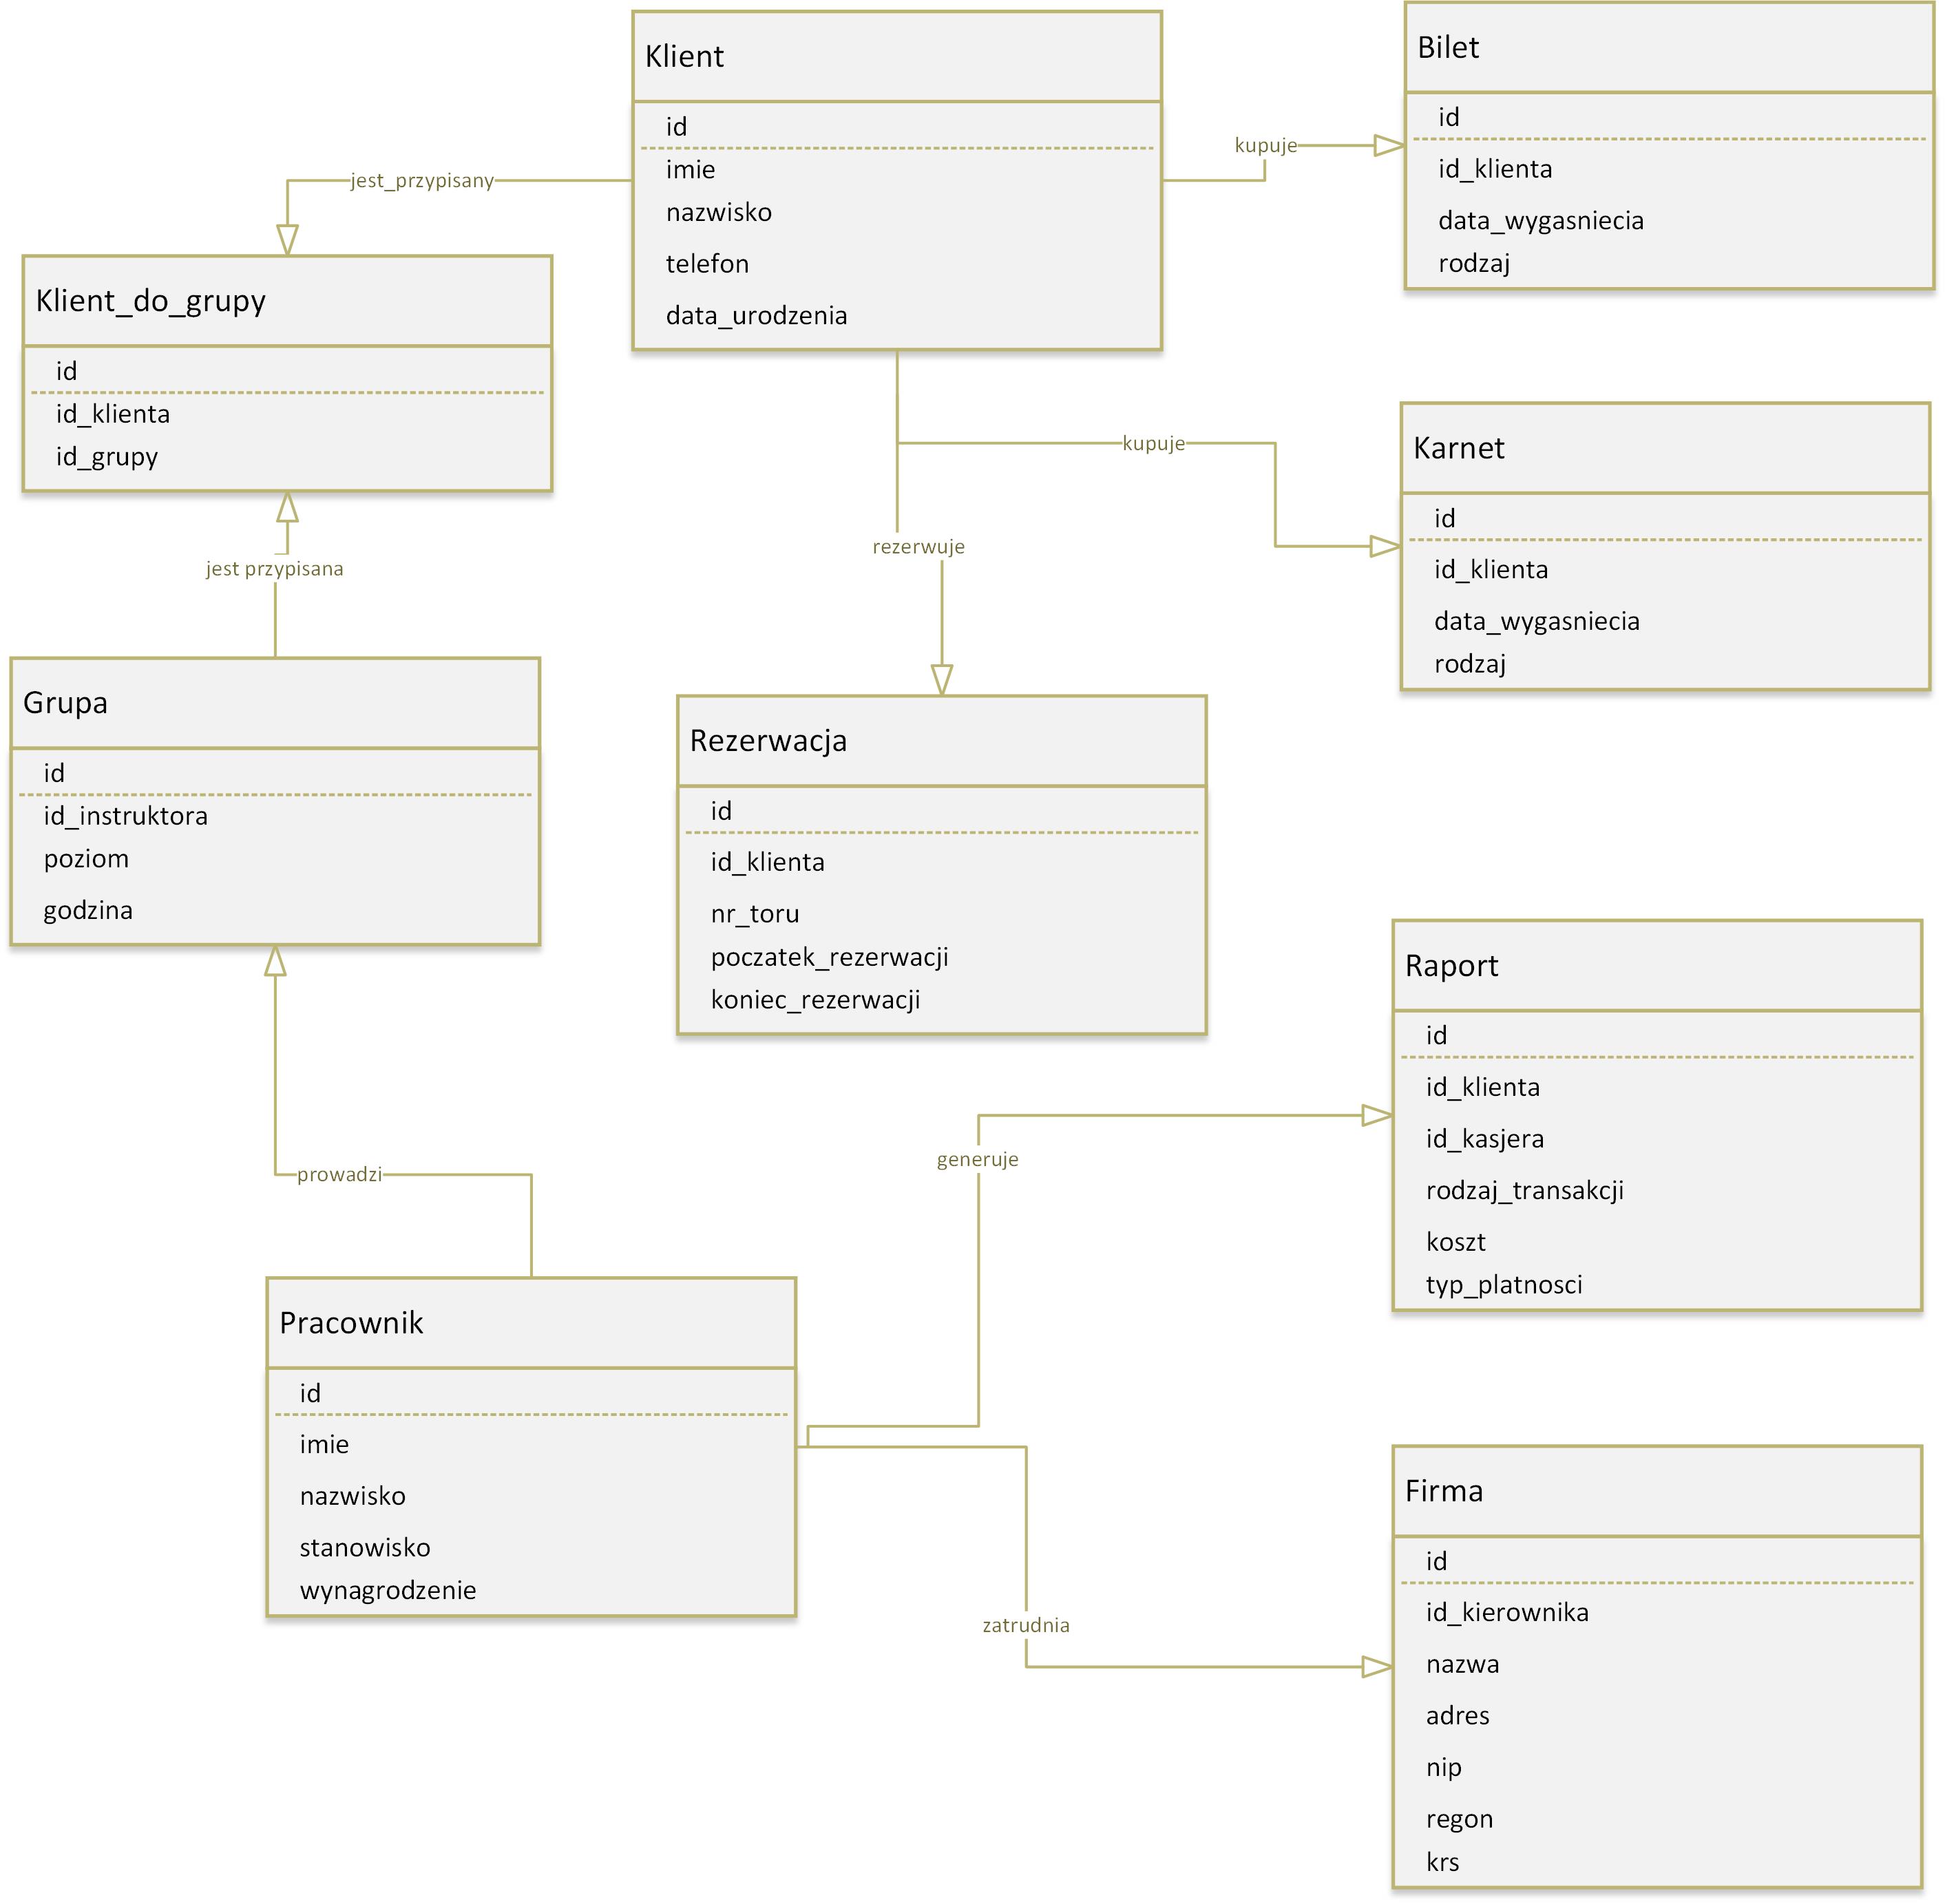 Klient
id
imie
nazwisko
telefon
data_urodzenia
kupuje
Bilet
id
id_klienta
data_wygasniecia
rodzaj
jest_przypisany
Klient_do_grupy
id
id_klienta
id_grupy
kupuje
Karnet
id
id_klienta
data_wygasniecia
rodzaj
rezerwuje
jest przypisana
Grupa
id
id_instruktora
poziom
godzina
Rezerwacja
id
id_klienta
nr_toru
poczatek_rezerwacji
koniec_rezerwacji
Raport
id
id_klienta
id_kasjera
rodzaj_transakcji
koszt
typ_platnosci
generuje
prowadzi
Pracownik
id
imie
nazwisko
stanowisko
wynagrodzenie
zatrudnia
Firma
id
id_kierownika
nazwa
adres
nip
regon
krs